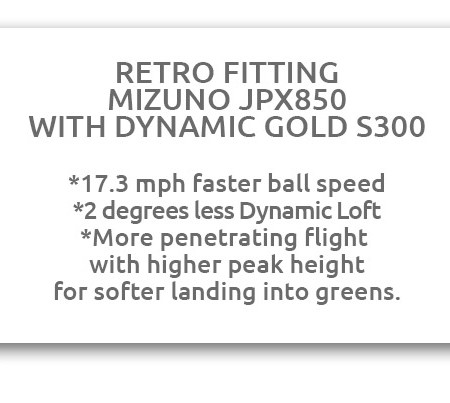 RETRO FITTING
MIZUNO JPX850
WITH DYNAMIC GOLD S300
*17.3 mph faster ball speed
*2 degrees less Dynamic Loft
*More penetrating flight
with higher peak height
for softer landing into greens.